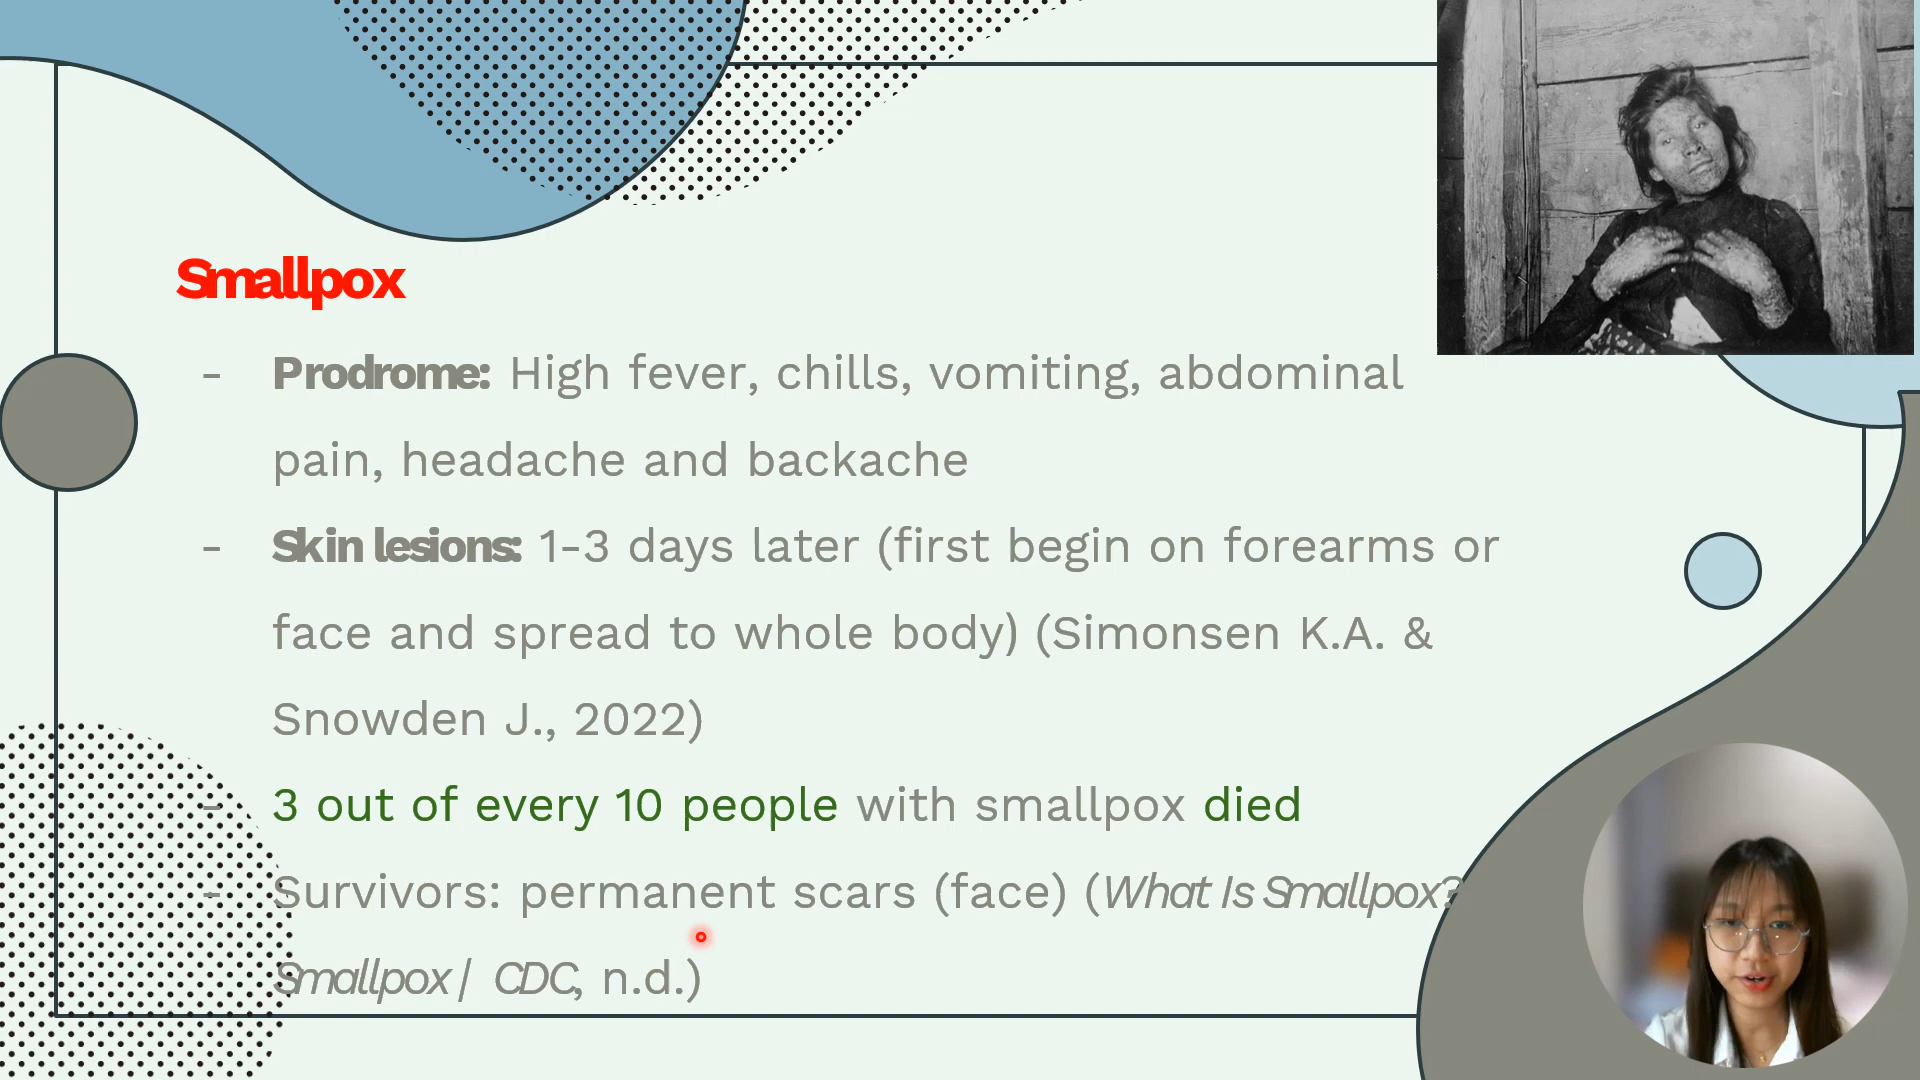 Smallpox
- Prodrome: High fever, chills, vomiting, abdominal
pain, headache and backache
- Skin lesions: 1-3 days later (first begin on forearms or
face and spread to whole body) (Simonsen K.A. &
Snowden J., 2022)
- 3 out of every 10 people with smallpox died
- Survivors: permanent scars (face) (What Is Smallpox?
Smallpox | CDC, n.d.)